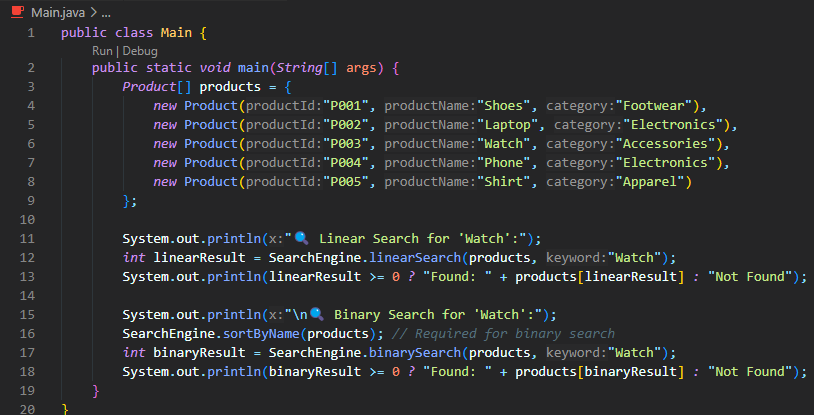 Main.java > ...
1 public class Main {
Run | Debug
2 public static void main(String[] args) {
3 Product[] products = {
4 new Product(productId:"P001", productName:"Shoes", category:"Footwear"),
5 new Product(productId:"P002", productName:"Laptop", category:"Electronics"),
6 new Product(productId:"P003", productName:"Watch", category:"Accessories"),
7 new Product(productId:"P004", productName:"Phone", category:"Electronics"),
8 new Product(productId:"P005", productName:"Shirt", category:"Apparel")
9 };
10
11 System.out.println(x:"🔍 Linear Search for 'Watch':");
12 int linearResult = SearchEngine.linearSearch(products, keyword:"Watch");
13 System.out.println(linearResult >= 0 ? "Found: " + products[linearResult] : "Not Found");
14
15 System.out.println(x:"\n🔍 Binary Search for 'Watch':");
16 SearchEngine.sortByName(products); // Required for binary search
17 int binaryResult = SearchEngine.binarySearch(products, keyword:"Watch");
18 System.out.println(binaryResult >= 0 ? "Found: " + products[binaryResult] : "Not Found");
19 }
20 }